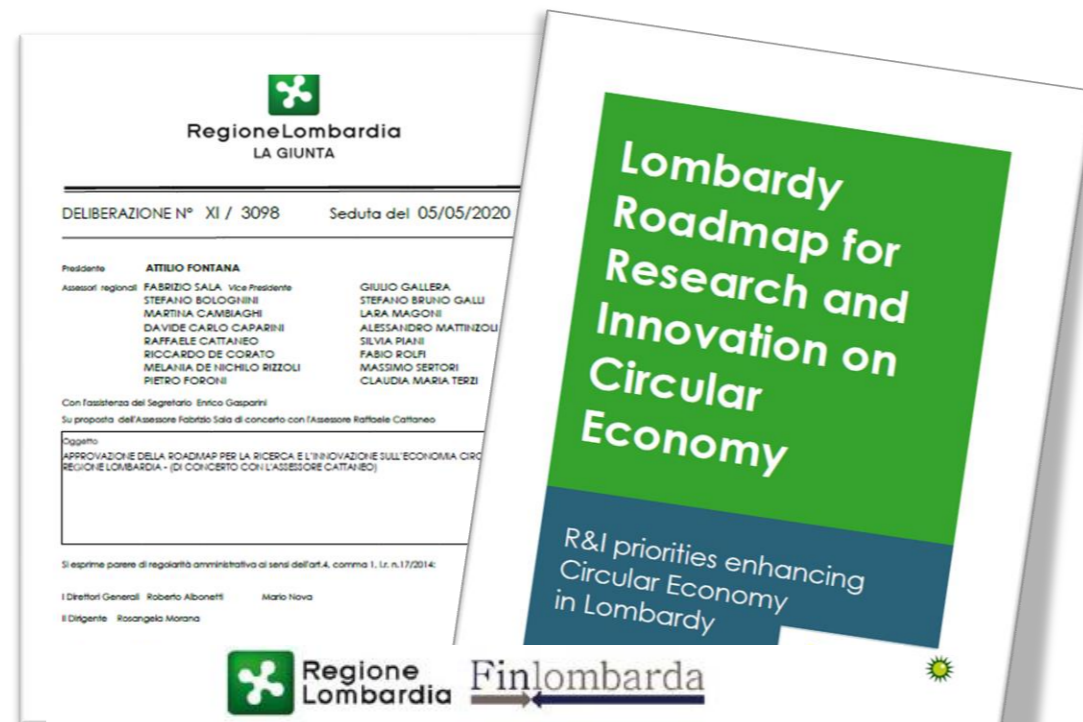 RegioneLombardia
LA GIUNTA
DELIBERAZIONE N° XI / 3098 Seduta del 05/05/2020
Presidente ATTILIO FONTANA
Assessori regionali FABRIZIO SALA Vice Presidente GIULIO GALLERA
STEFANO BOLOGNINI STEFANO BRUNO GALLI
MARTINA CAMBIAGHI LARA MAGONI
DAVIDE CARLO CAPARINI ALESSANDRO MATTINZOLI
RAFFAELE CATTANEO SILVIA PIANI
RICCARDO DE CORATO FABIO ROLFI
MELANIA DE NICHILO RIZZOLI MASSIMO SERTORI
PIETRO FORONI CLAUDIA MARIA TERZI
Con l'assistenza del Segretario Enrico Gasparini
Su proposta dell'Assessore Fabrizio Sala di concerto con l'Assessore Raffaele Cattaneo
Oggetto
APPROVAZIONE DELLA ROADMAP PER LA RICERCA E L'INNOVAZIONE SULL'ECONOMIA CIRC
REGIONE LOMBARDIA - (DI CONCERTO CON L'ASSESSORE CATTANEO)
Si esprime parere di regolarità amministrativa ai sensi dell'art.4, comma 1, l.r. n.17/2014:
I Direttori Generali Roberto Albonetti Mario Nova
Il Dirigente Rosangela Morana
Lombardy
Roadmap for
Research and
Innovation on
Circular
Economy
R&I priorities enhancing
Circular Economy
in Lombardy
Regione
Lombardia
Finlombarda